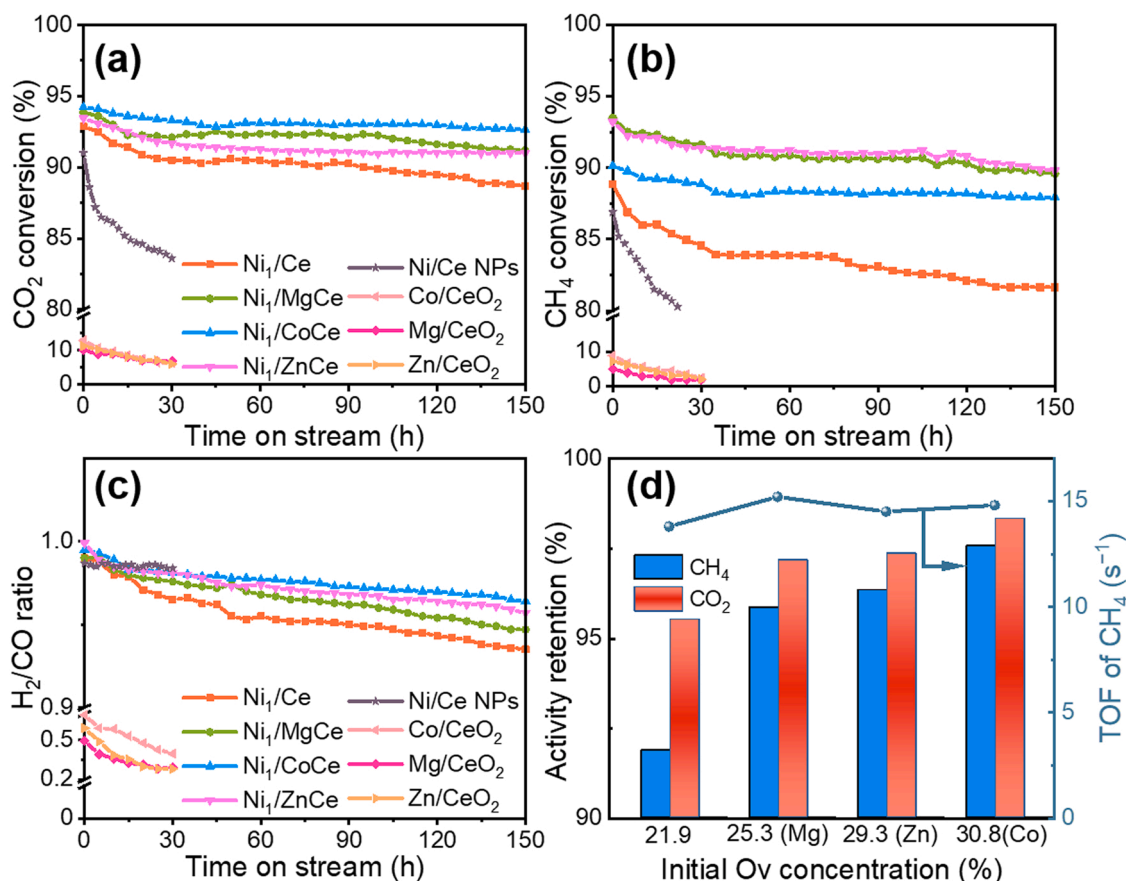 (a)
CO₂ conversion (%)
100
95
90
85
80
10
0
Ni₁/Ce
Ni₁/MgCe
Ni₁/CoCe
Ni₁/ZnCe
Ni/Ce NPs
Co/CeO₂
Mg/CeO₂
Zn/CeO₂
0 30 60 90 120 150
Time on stream (h)
(b)
CH₄ conversion (%)
100
95
90
85
80
10
0
0 30 60 90 120 150
Time on stream (h)
(c)
H₂/CO ratio
1.0
0.9
0.5
0.2
0
Ni₁/Ce
Ni₁/MgCe
Ni₁/CoCe
Ni₁/ZnCe
Ni/Ce NPs
Co/CeO₂
Mg/CeO₂
Zn/CeO₂
0 30 60 90 120 150
Time on stream (h)
(d)
Activity retention (%)
100
95
90
CH₄
CO₂
15
10
5
0
TOF of CH₄ (s⁻¹)
21.9 25.3 (Mg) 29.3 (Zn) 30.8(Co)
Initial Ov concentration (%)